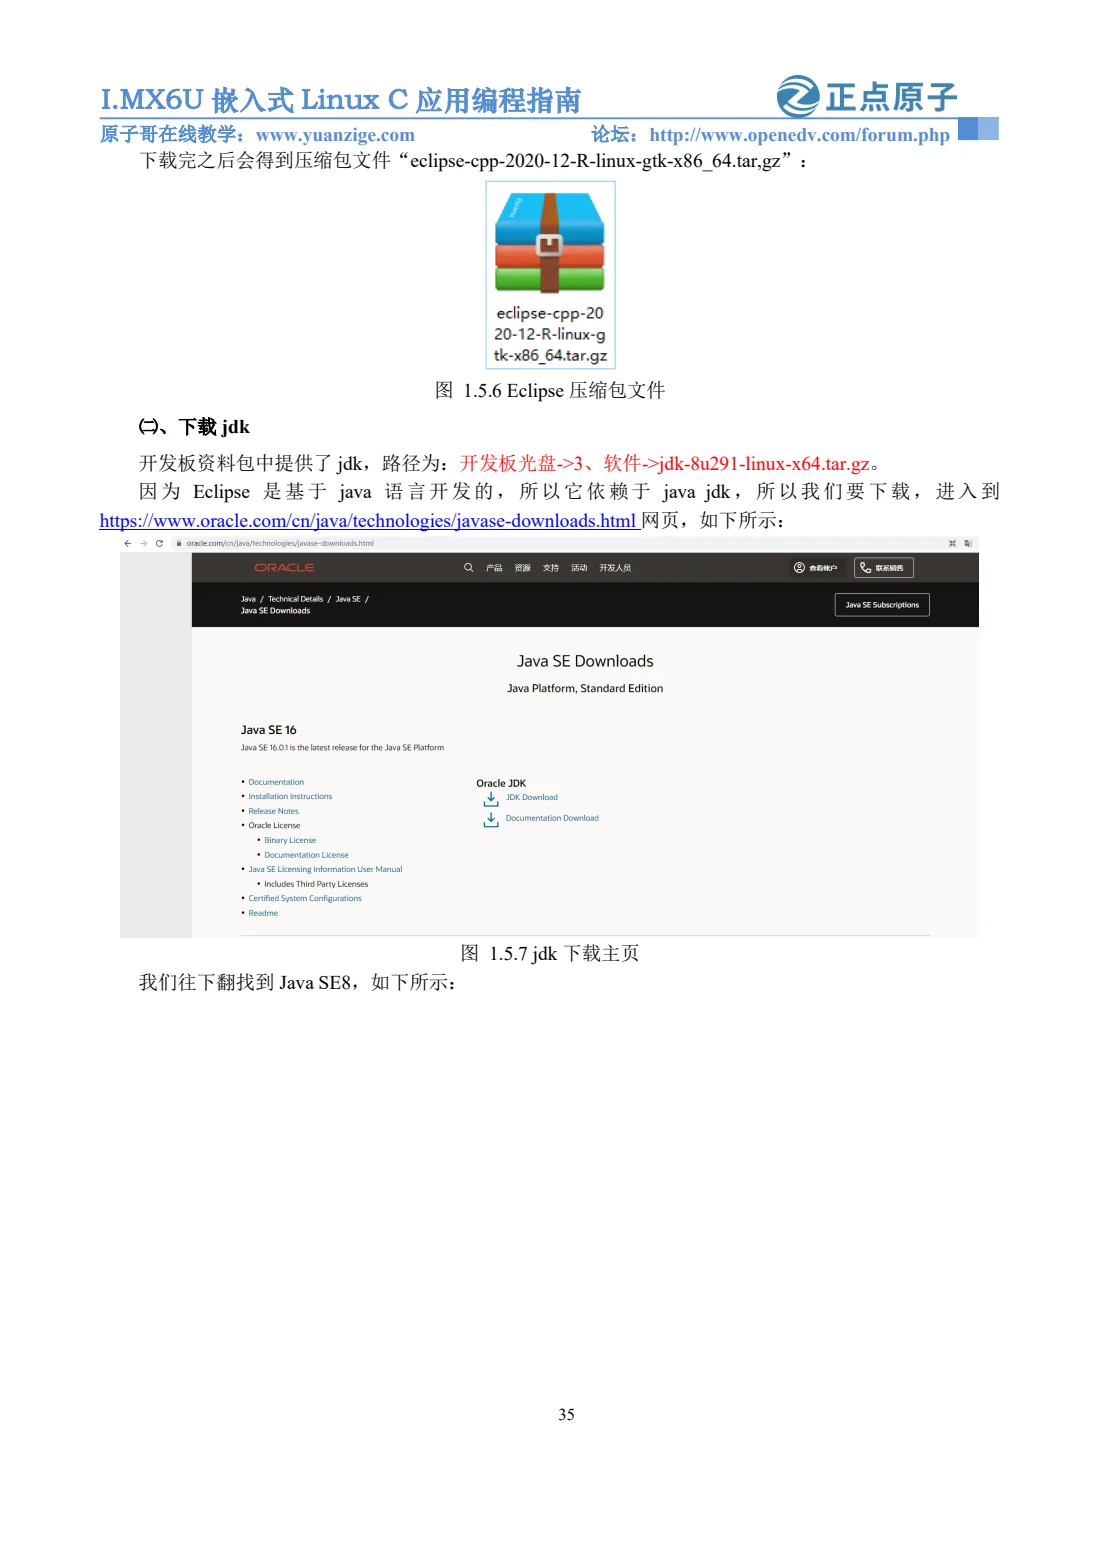 I.MX6U 嵌入式 Linux C 应用编程指南
正点原子
原子哥在线教学：www.yuanzige.com 论坛：http://www.openedv.com/forum.php
下载完之后会得到压缩包文件“eclipse-cpp-2020-12-R-linux-gtk-x86_64.tar,gz”：
eclipse-cpp-20
20-12-R-linux-g
tk-x86_64.tar.gz
图 1.5.6 Eclipse 压缩包文件
㈡、下载 jdk
开发板资料包中提供了 jdk，路径为：开发板光盘->3、软件->jdk-8u291-linux-x64.tar.gz。
因为 Eclipse 是基于 java 语言开发的，所以它依赖于 java jdk，所以我们要下载，进入到
https://www.oracle.com/cn/java/technologies/javase-downloads.html 网页，如下所示：
oracle.com/cn/java/technologies/javase-downloads.html
ORACLE 产品 资源 支持 活动 开发人员 查看帐户 联系销售
Java / Technical Details / Java SE /
Java SE Downloads
Java SE Subscriptions
Java SE Downloads
Java Platform, Standard Edition
Java SE 16
Java SE 16.0.1 is the latest release for the Java SE Platform
• Documentation
• Installation Instructions
• Release Notes
• Oracle License
• Binary License
• Documentation License
• Java SE Licensing Information User Manual
• Includes Third Party Licenses
• Certified System Configurations
• Readme
Oracle JDK
JDK Download
Documentation Download
图 1.5.7 jdk 下载主页
我们往下翻找到 Java SE8，如下所示：
35